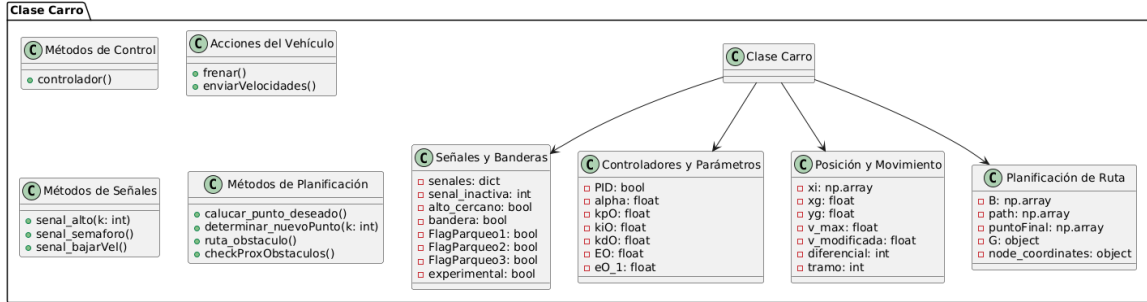 Clase Carro
Métodos de Control
controlador()
Acciones del Vehículo
frenar()
enviarVelocidades()
Clase Carro
Métodos de Señales
senal_alto(k: int)
senal_semaforo()
senal_bajarVel()
Métodos de Planificación
calucar_punto_deseado()
determinar_nuevoPunto(k: int)
ruta_obstaculo()
checkProxObstaculos()
Señales y Banderas
senales: dict
senal_inactiva: int
alto_cercano: bool
bandera: bool
FlagParqueo1: bool
FlagParqueo2: bool
FlagParqueo3: bool
experimental: bool
Controladores y Parámetros
PID: bool
alpha: float
kpO: float
kiO: float
kdO: float
EO: float
eO_1: float
Posición y Movimiento
xi: np.array
xg: float
yg: float
v_max: float
v_modificada: float
diferencial: int
tramo: int
Planificación de Ruta
B: np.array
path: np.array
puntoFinal: np.array
G: object
node_coordinates: object